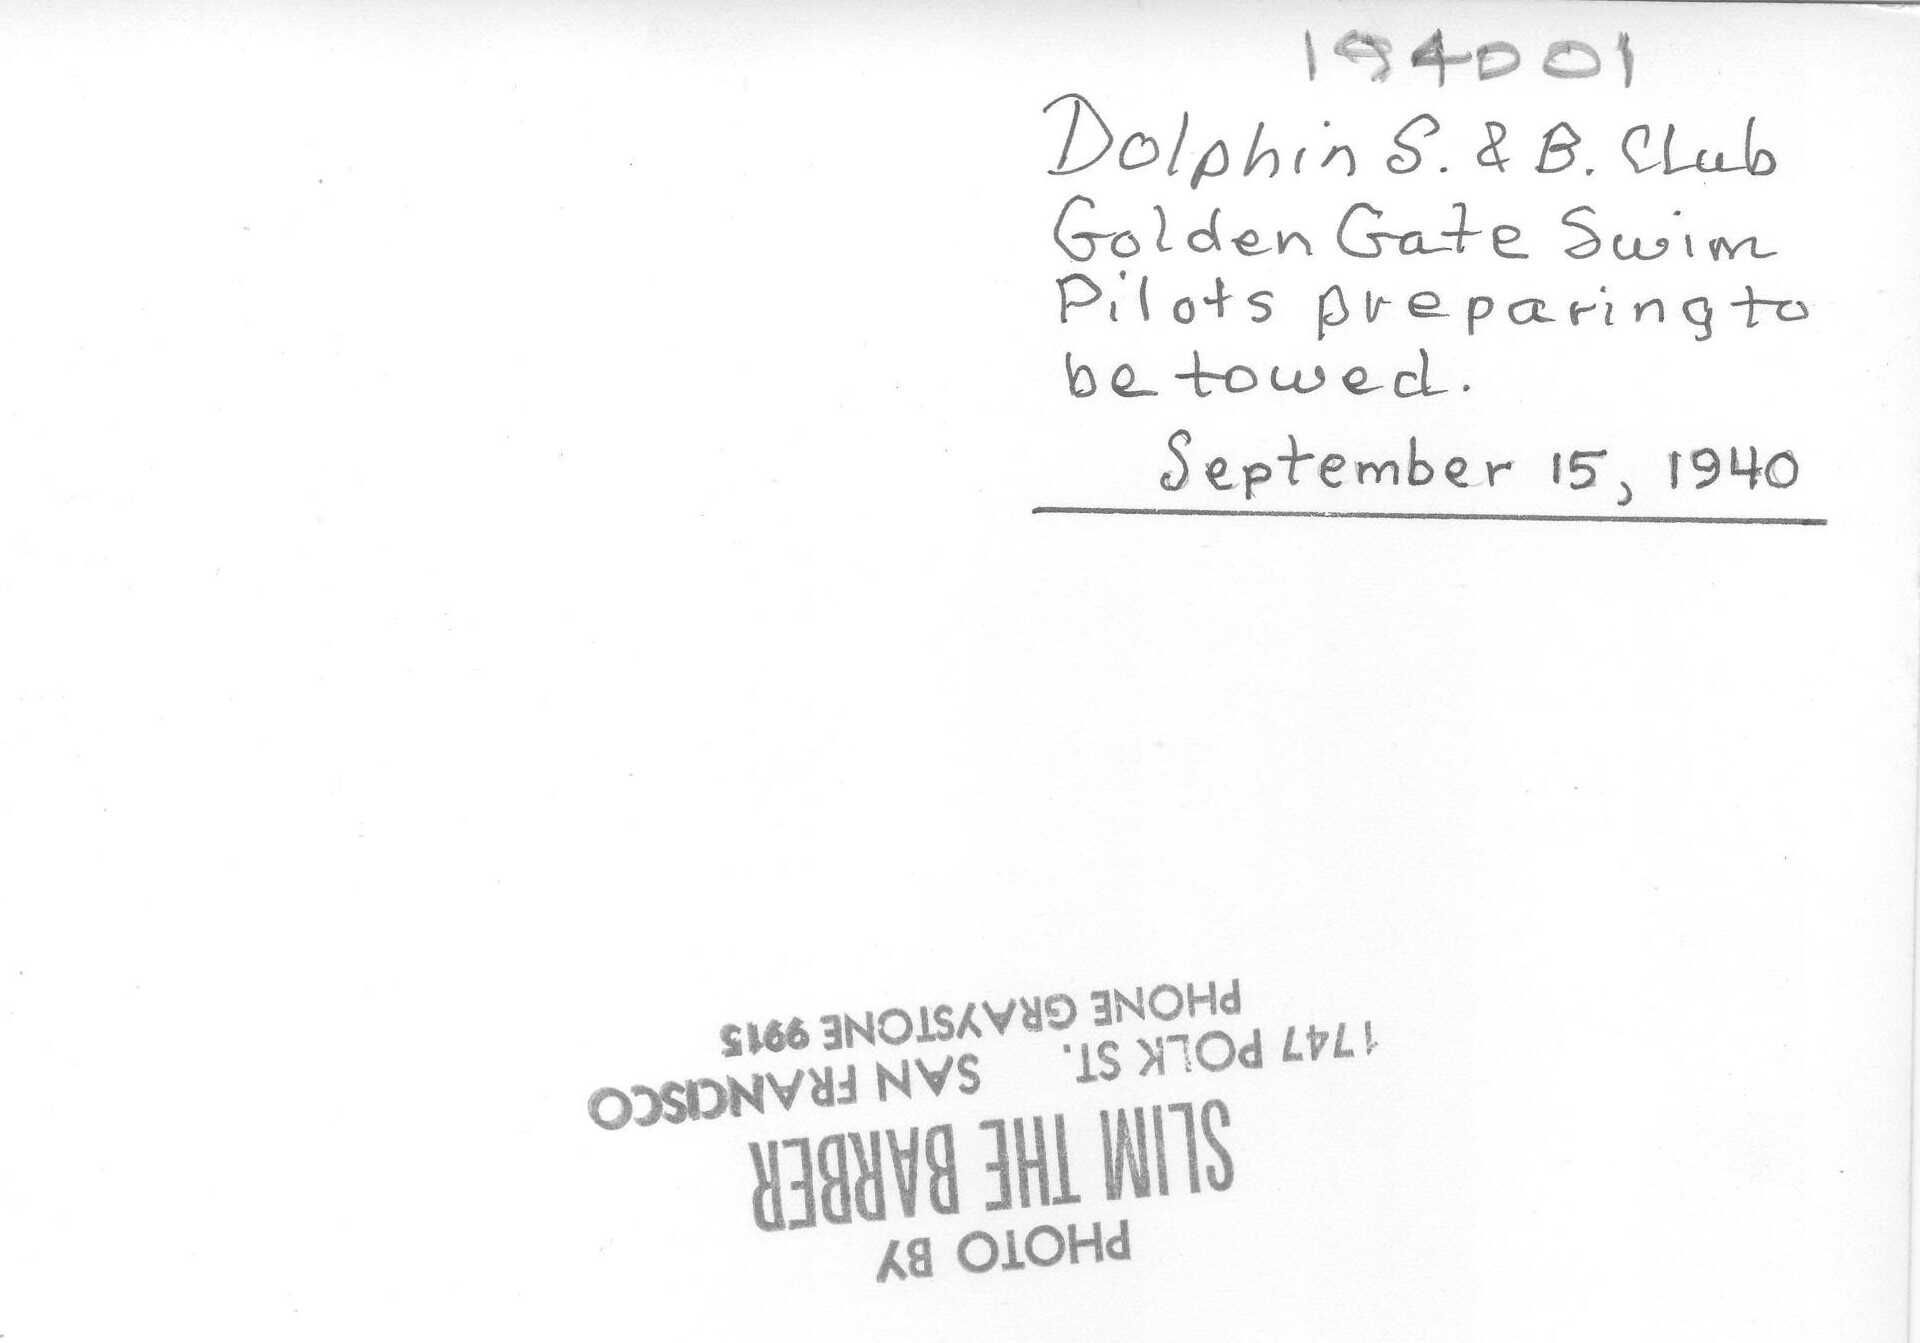 194001
Dolphin S. & B. Club
Golden Gate Swim
Pilots preparing to
be towed.
September 15, 1940
PHOTO BY
SLIM THE BARBER
1747 POLK ST. SAN FRANCISCO
PHONE GRAYSTONE 9915